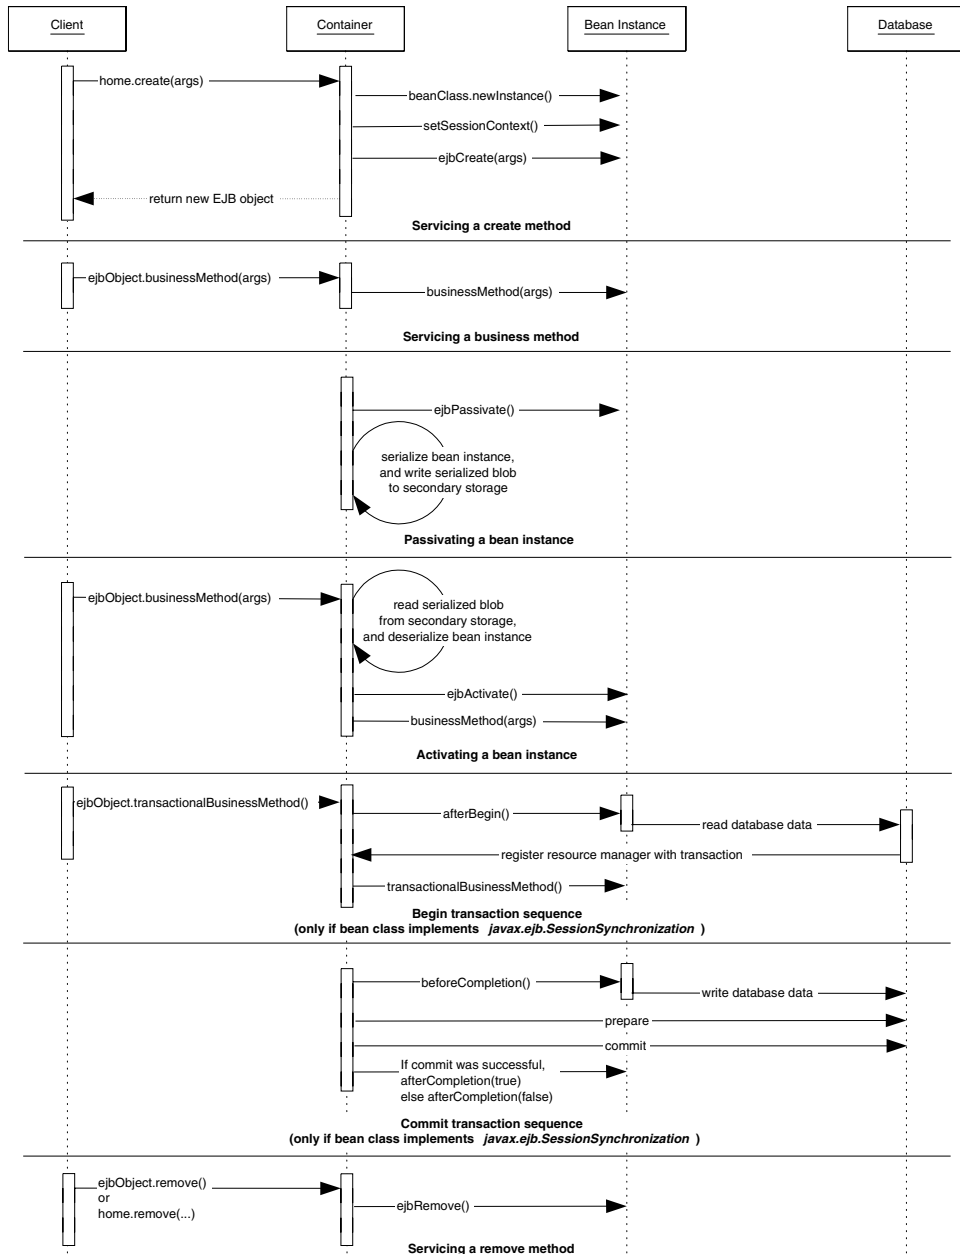 Client
Container
Bean Instance
Database
home.create(args)
beanClass.newInstance()
setSessionContext()
ejbCreate(args)
return new EJB object
Servicing a create method
ejbObject.businessMethod(args)
businessMethod(args)
Servicing a business method
ejbPassivate()
serialize bean instance,
and write serialized blob
to secondary storage
Passivating a bean instance
ejbObject.businessMethod(args)
read serialized blob
from secondary storage,
and deserialize bean instance
ejbActivate()
businessMethod(args)
Activating a bean instance
ejbObject.transactionalBusinessMethod()
afterBegin()
read database data
register resource manager with transaction
transactionalBusinessMethod()
Begin transaction sequence
(only if bean class implements javax.ejb.SessionSynchronization )
beforeCompletion()
write database data
prepare
commit
If commit was successful,
afterCompletion(true)
else afterCompletion(false)
Commit transaction sequence
(only if bean class implements javax.ejb.SessionSynchronization )
ejbObject.remove()
or
home.remove(...)
ejbRemove()
Servicing a remove method